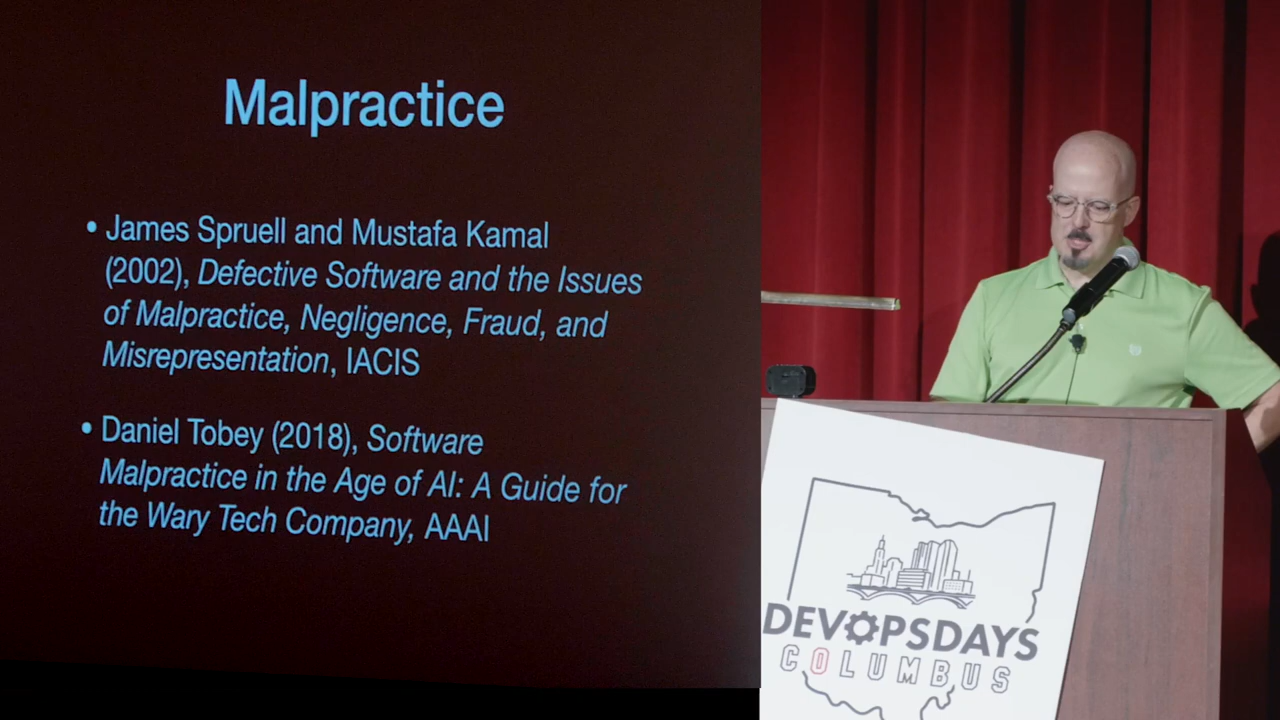 Malpractice
• James Spruell and Mustafa Kamal
(2002), Defective Software and the Issues
of Malpractice, Negligence, Fraud, and
Misrepresentation, IACIS
• Daniel Tobey (2018), Software
Malpractice in the Age of AI: A Guide for
the Wary Tech Company, AAAI
DEVOPSDAYS
COLUMBUS